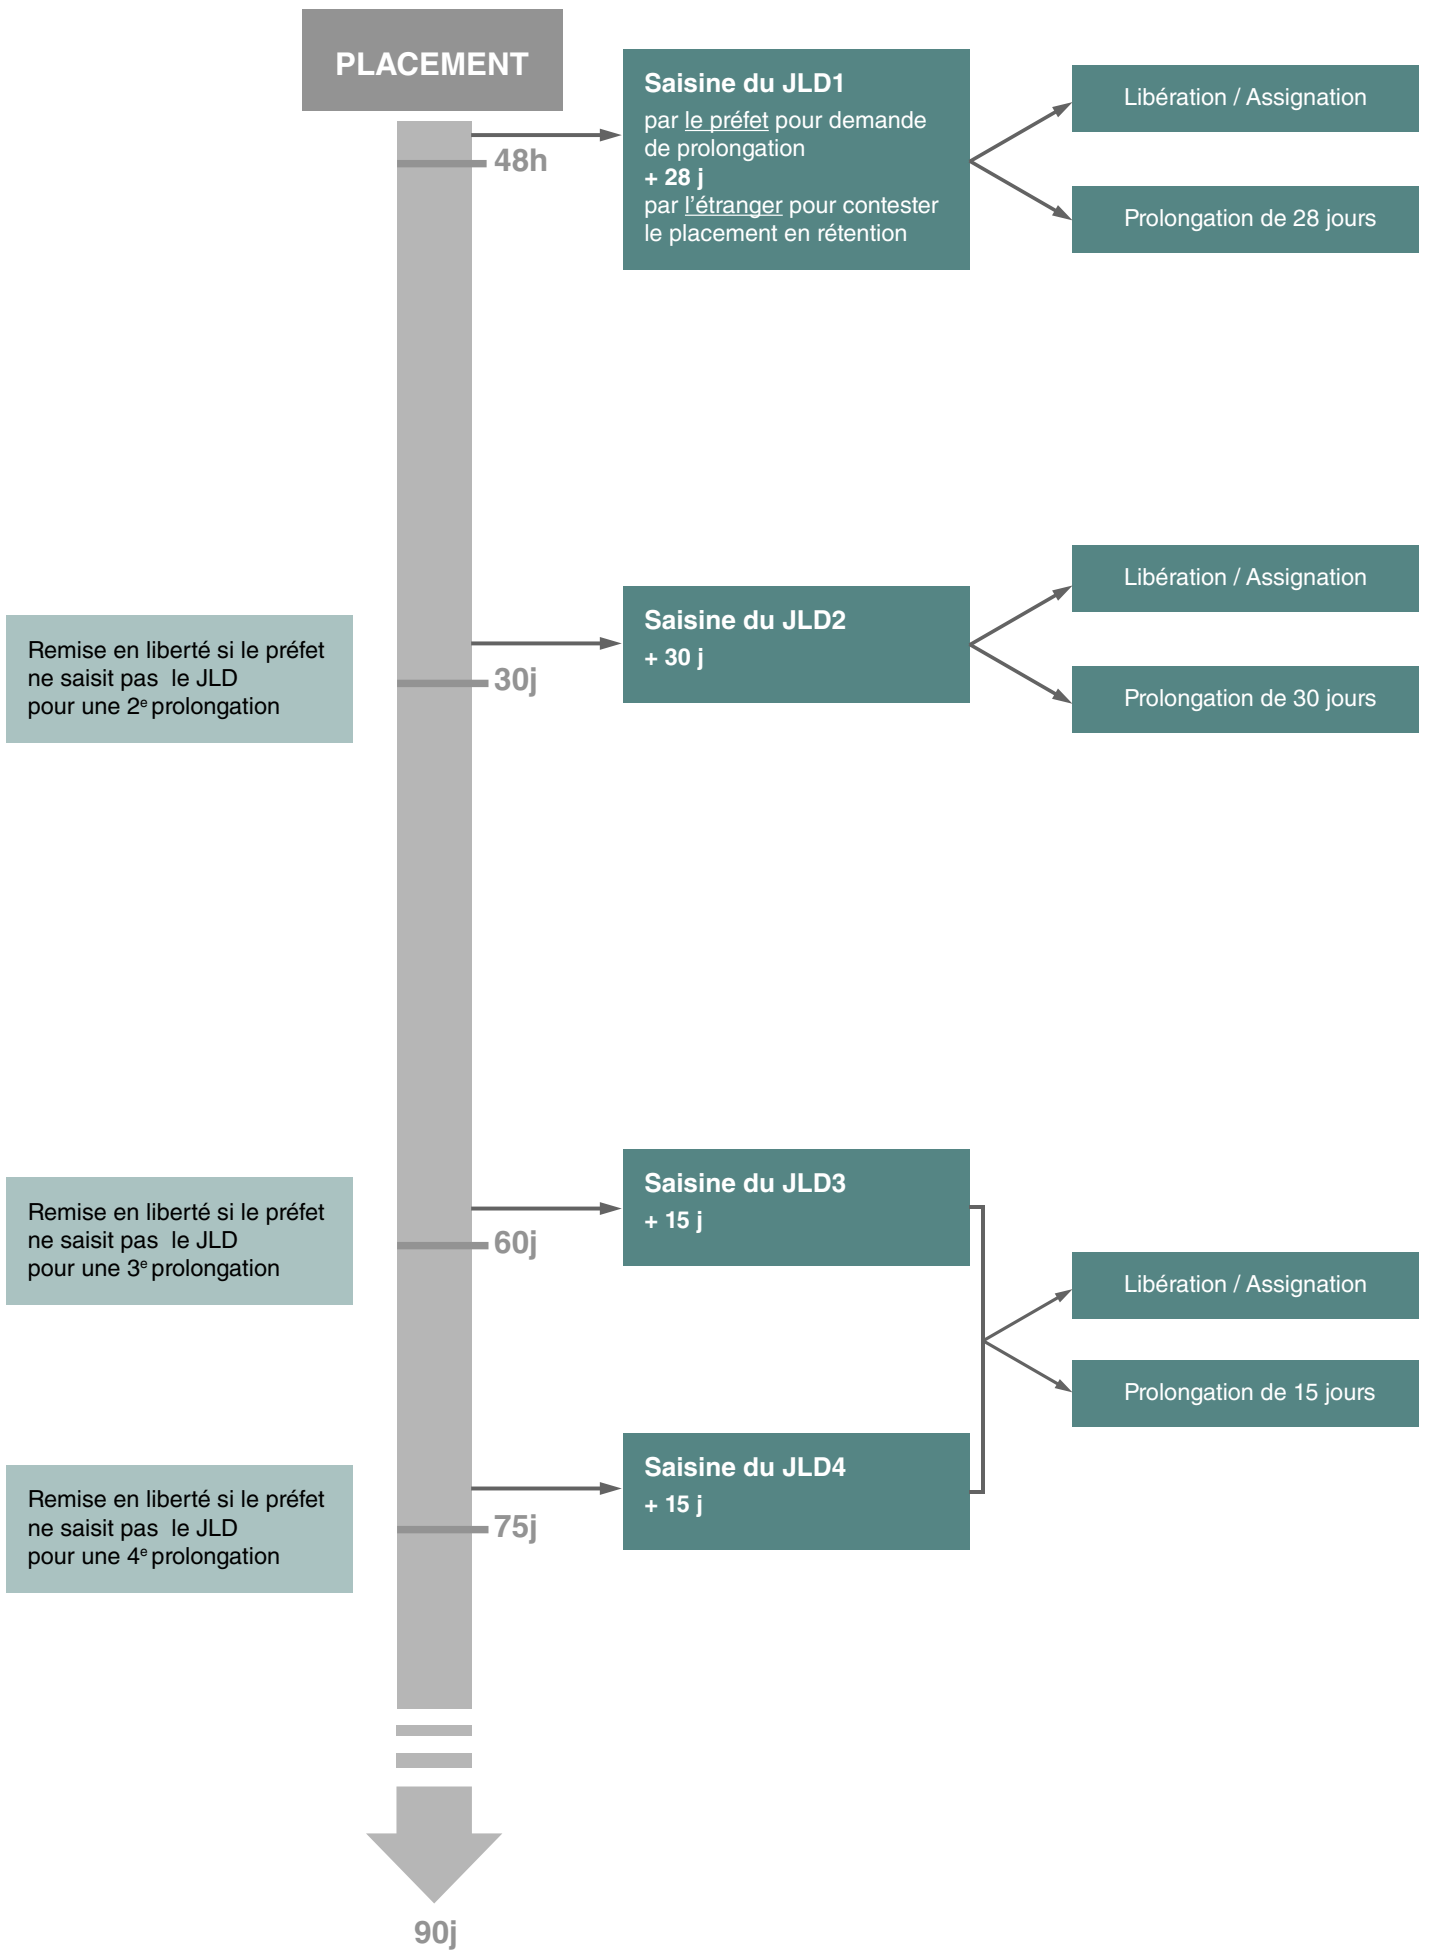 PLACEMENT
Saisine du JLD1
par le préfet pour demande
de prolongation
+ 28 j
par l'étranger pour contester
le placement en rétention
Libération / Assignation
Prolongation de 28 jours
48h
Remise en liberté si le préfet
ne saisit pas le JLD
pour une 2e prolongation
30j
Saisine du JLD2
+ 30 j
Libération / Assignation
Prolongation de 30 jours
Remise en liberté si le préfet
ne saisit pas le JLD
pour une 3e prolongation
60j
Saisine du JLD3
+ 15 j
Libération / Assignation
Prolongation de 15 jours
Remise en liberté si le préfet
ne saisit pas le JLD
pour une 4e prolongation
75j
Saisine du JLD4
+ 15 j
90j